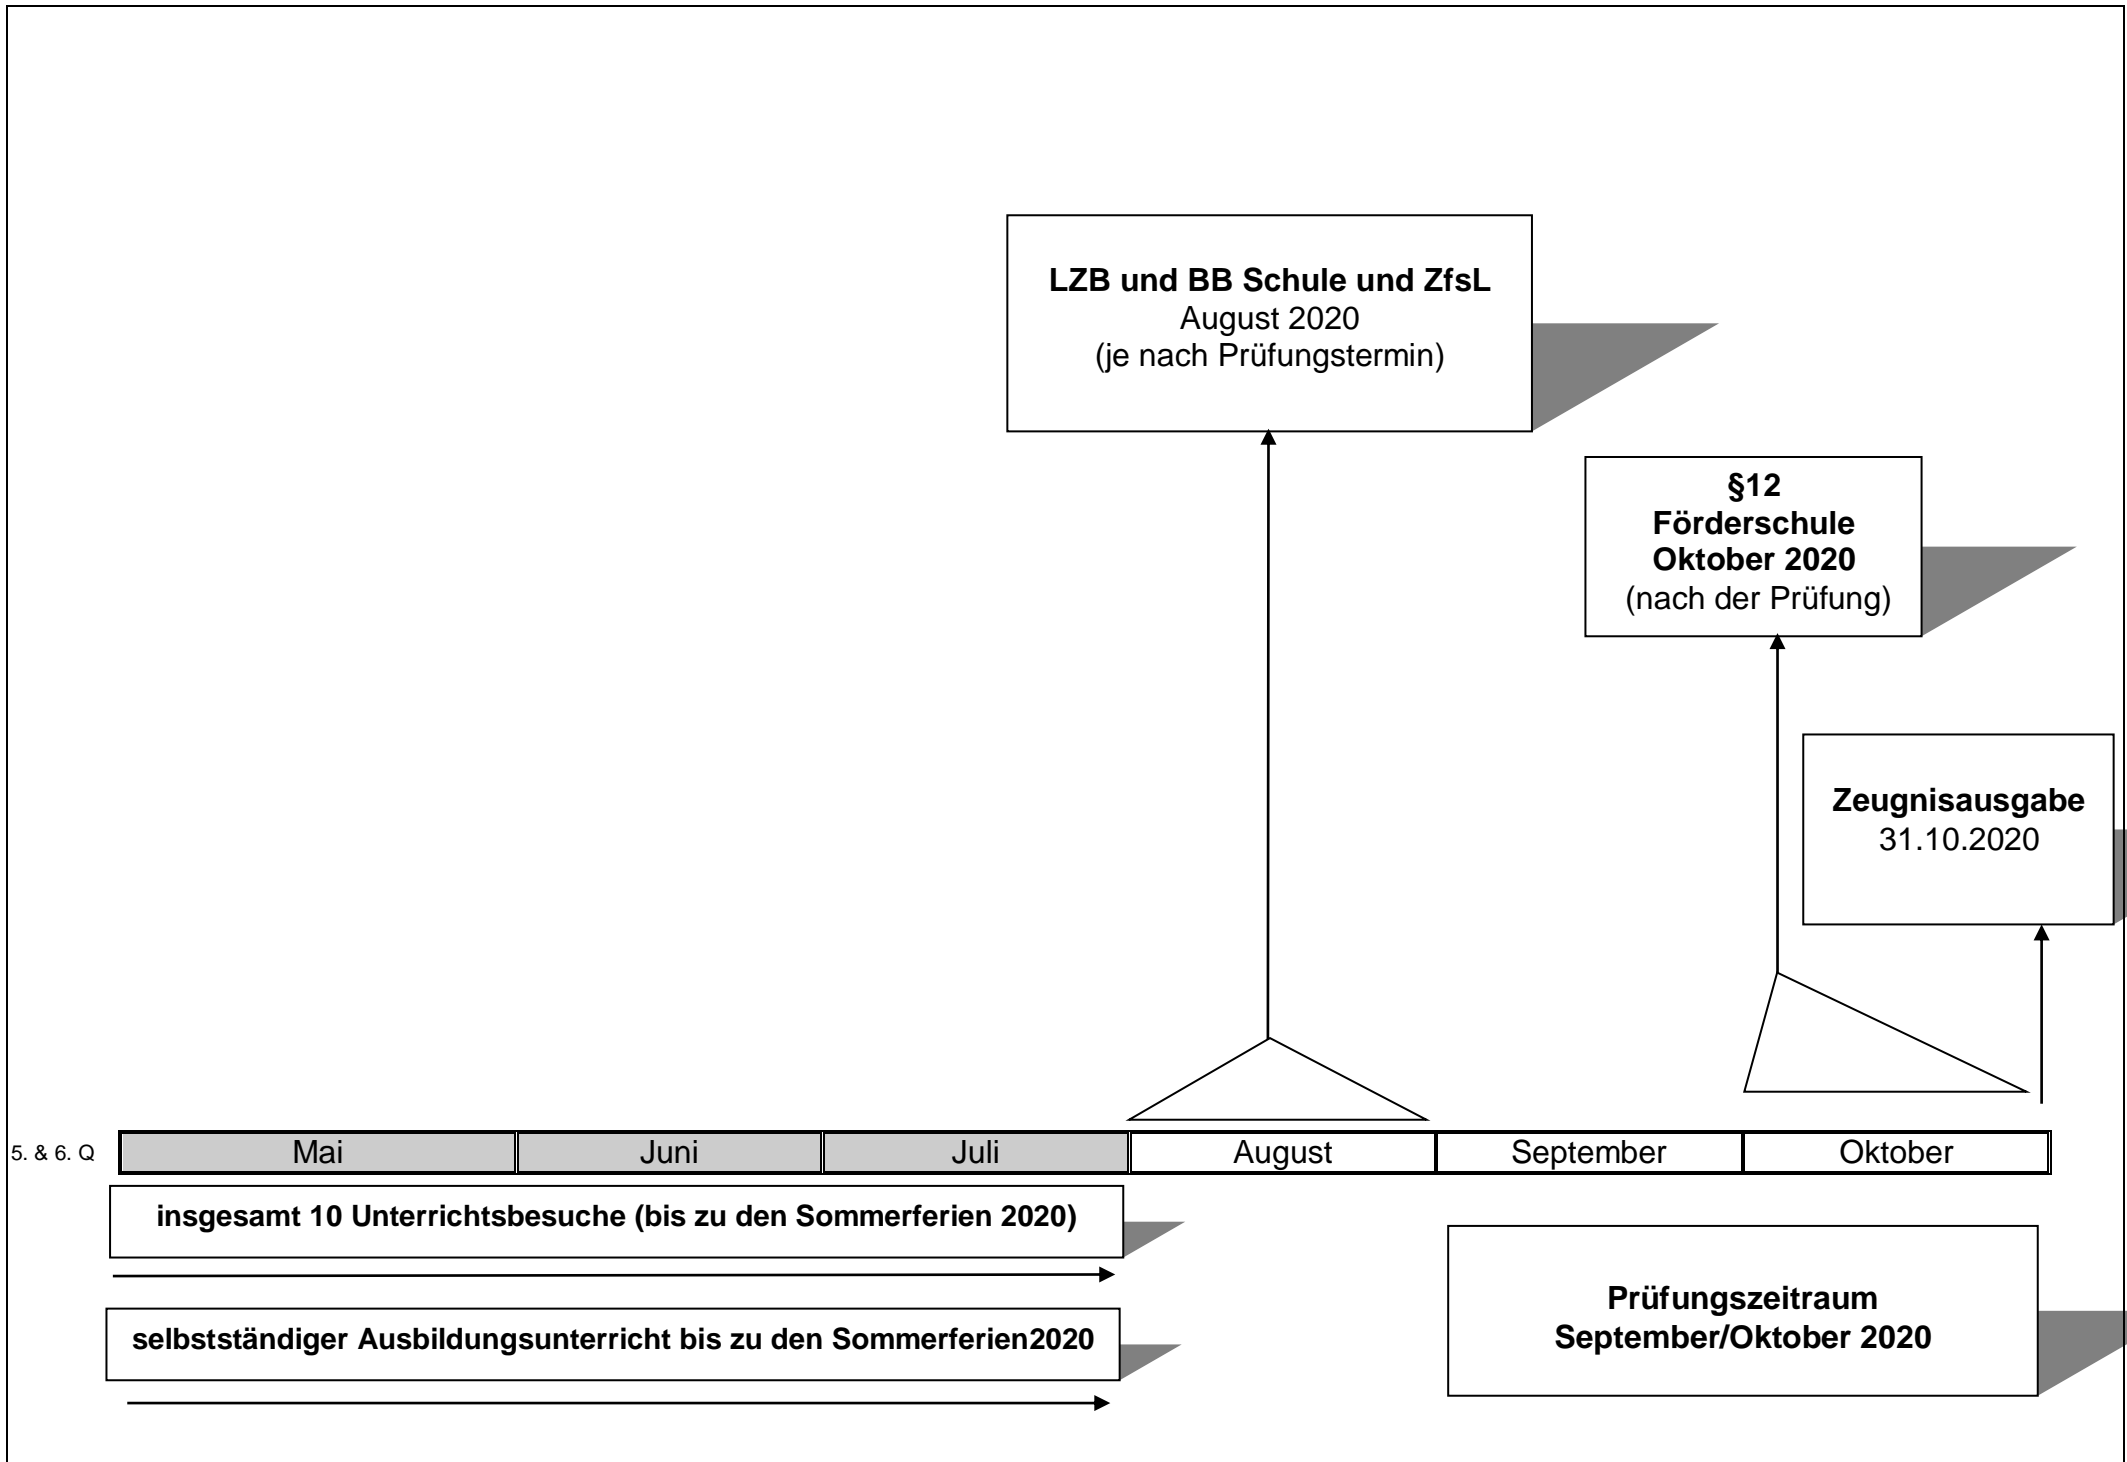 LZB und BB Schule und ZfsL
August 2020
(je nach Prüfungstermin)
§12
Förderschule
Oktober 2020
(nach der Prüfung)
Zeugnisausgabe
31.10.2020
5. & 6. Q Mai Juni Juli August September Oktober
insgesamt 10 Unterrichtsbesuche (bis zu den Sommerferien 2020)
selbstständiger Ausbildungsunterricht bis zu den Sommerferien2020
Prüfungszeitraum
September/Oktober 2020